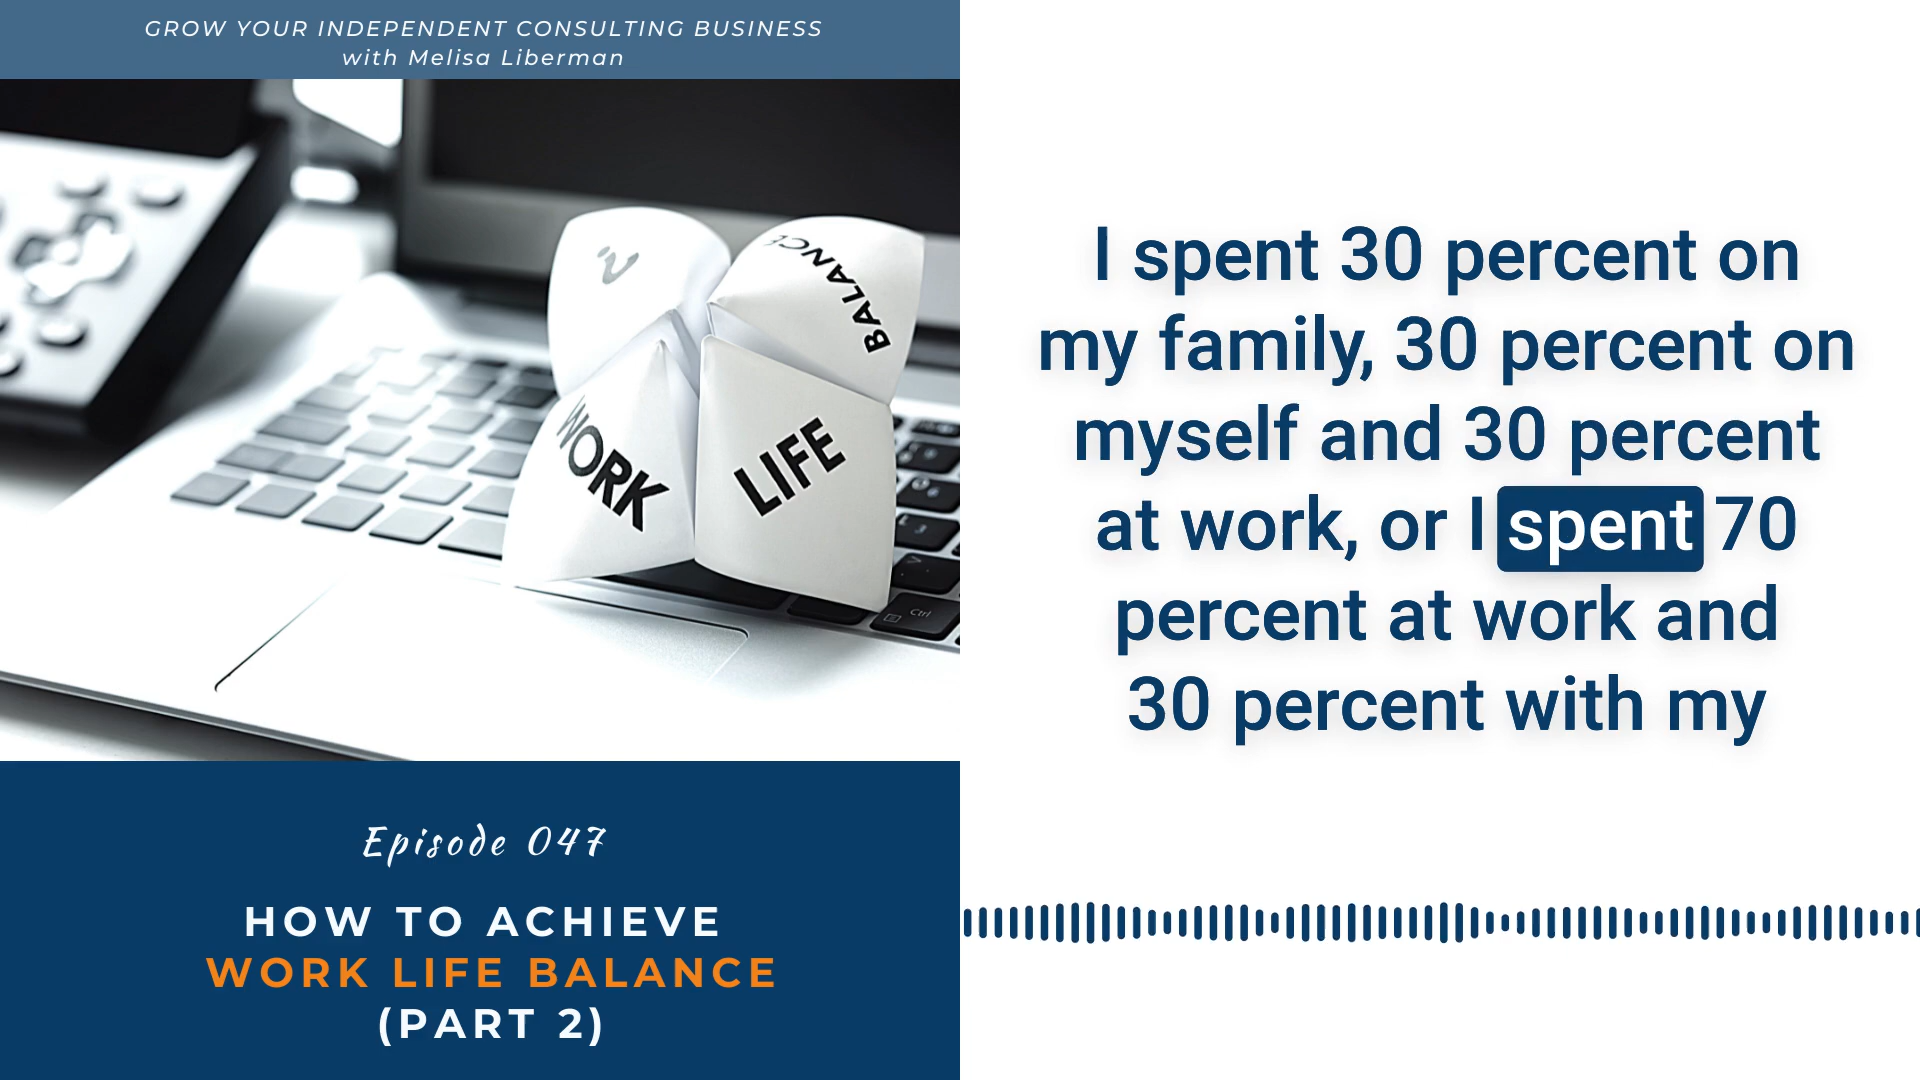 GROW YOUR INDEPENDENT CONSULTING BUSINESS
with Melisa Liberman
BALANCE
WORK
LIFE
Ctrl
Episode 047
HOW TO ACHIEVE
WORK LIFE BALANCE
(PART 2)
I spent 30 percent on
my family, 30 percent on
myself and 30 percent
at work, or I spent 70
percent at work and
30 percent with my